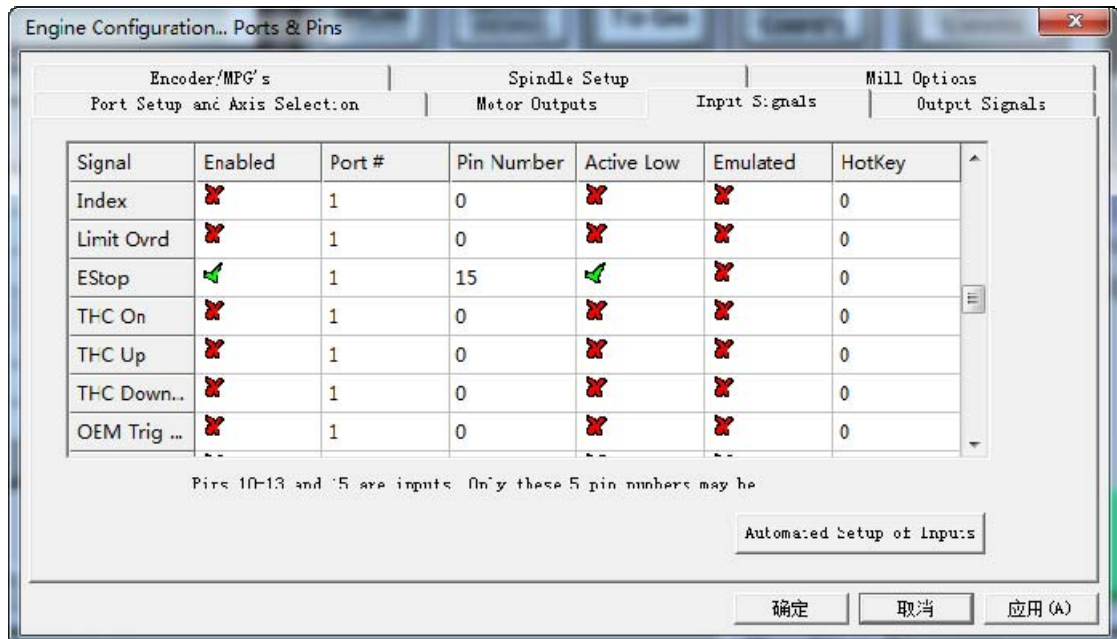 Engine Configuration... Ports & Pins
Encoder/MPG's Spindle Setup Mill Options
Port Setup and Axis Selection Motor Outputs Input Signals Output Signals
Signal Enabled Port # Pin Number Active Low Emulated HotKey
Index 1 0 0
Limit Ovrd 1 0 0
EStop 1 15 0
THC On 1 0 0
THC Up 1 0 0
THC Down... 1 0 0
OEM Trig ... 1 0 0
Pins 10-13 and 15 are inputs. Only these 5 pin numbers may be
Automated Setup of Inputs
确定 取消 应用(A)